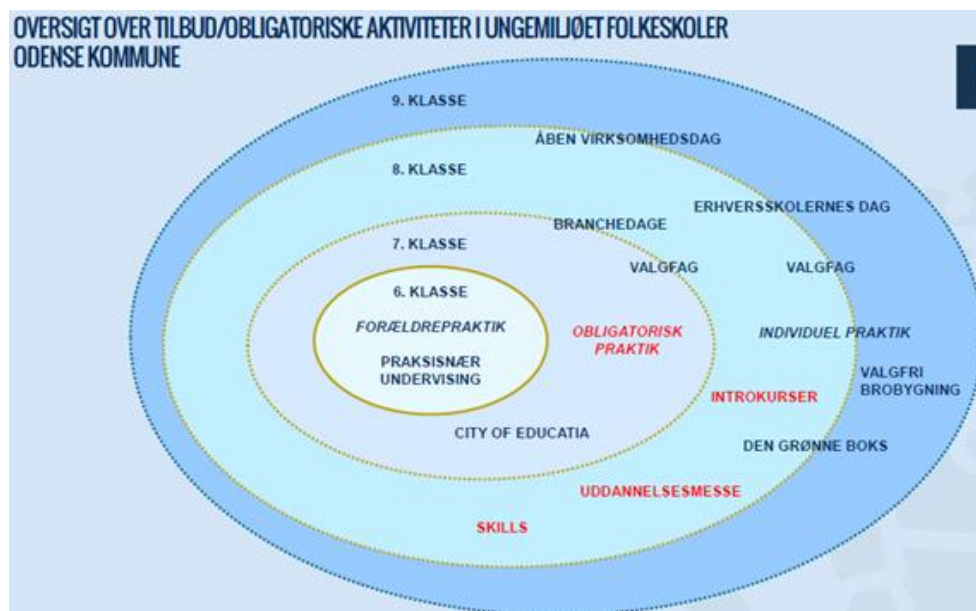 OVERSIGT OVER TILBUD/OBLIGATORISKE AKTIVITETER I UNGEMILJØET FOLKESKOLER
ODENSE KOMMUNE
9. KLASSE
ÅBEN VIRKSOMHEDSDAG
8. KLASSE
ERHVERSSKOLERNES DAG
BRANCHEDAGE
7. KLASSE
VALGFAG
VALGFAG
6. KLASSE
FORÆLDREPRAKTIK
PRAKSISNÆR
UNDERVISING
OBLIGATORISK
PRAKTIK
INDIVIDUEL PRAKTIK
VALGFRI
BROBYGNING
INTROKURSER
CITY OF EDUCATIA
DEN GRØNNE BOKS
UDDANNELSESMESSE
SKILLS